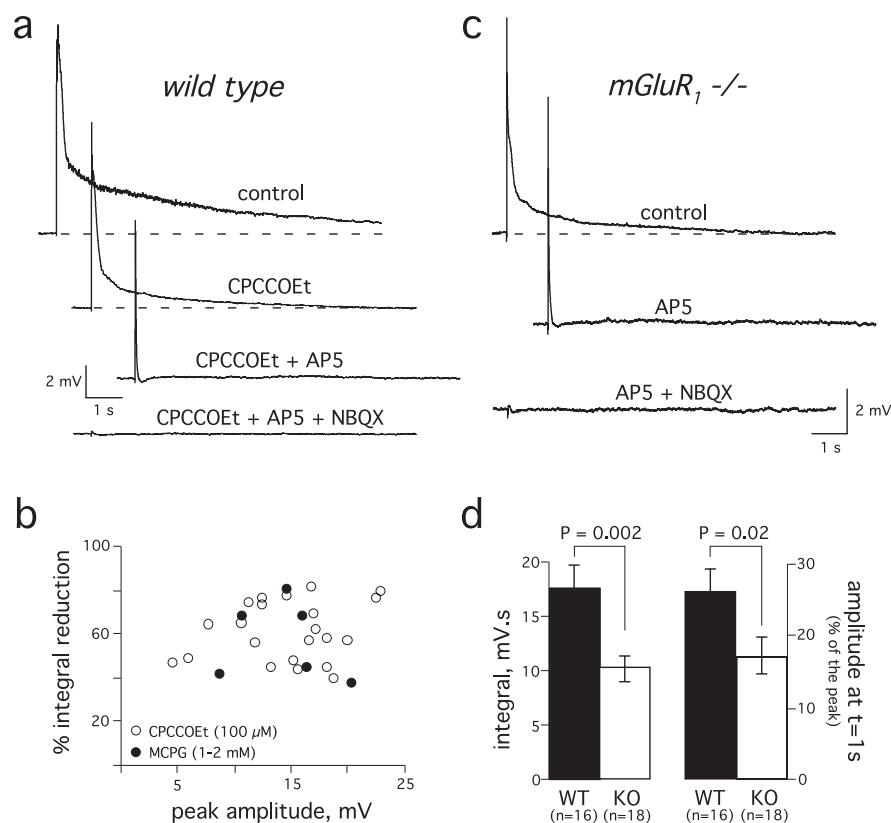 a
wild type
control
CPCCOEt
CPCCOEt + AP5
2 mV
1 s
CPCCOEt + AP5 + NBQX
c
mGluR1 -/-
control
AP5
AP5 + NBQX
2 mV
1 s
b
% integral reduction
100
60
20
CPCCOEt (100 µM)
MCPG (1-2 mM)
5
10
15
20
25
peak amplitude, mV
d
P = 0.002
P = 0.02
integral, mV.s
20
15
10
5
0
30
20
10
0
amplitude at t=1s
(% of the peak)
WT
KO
WT
KO
(n=16)
(n=18)
(n=16)
(n=18)